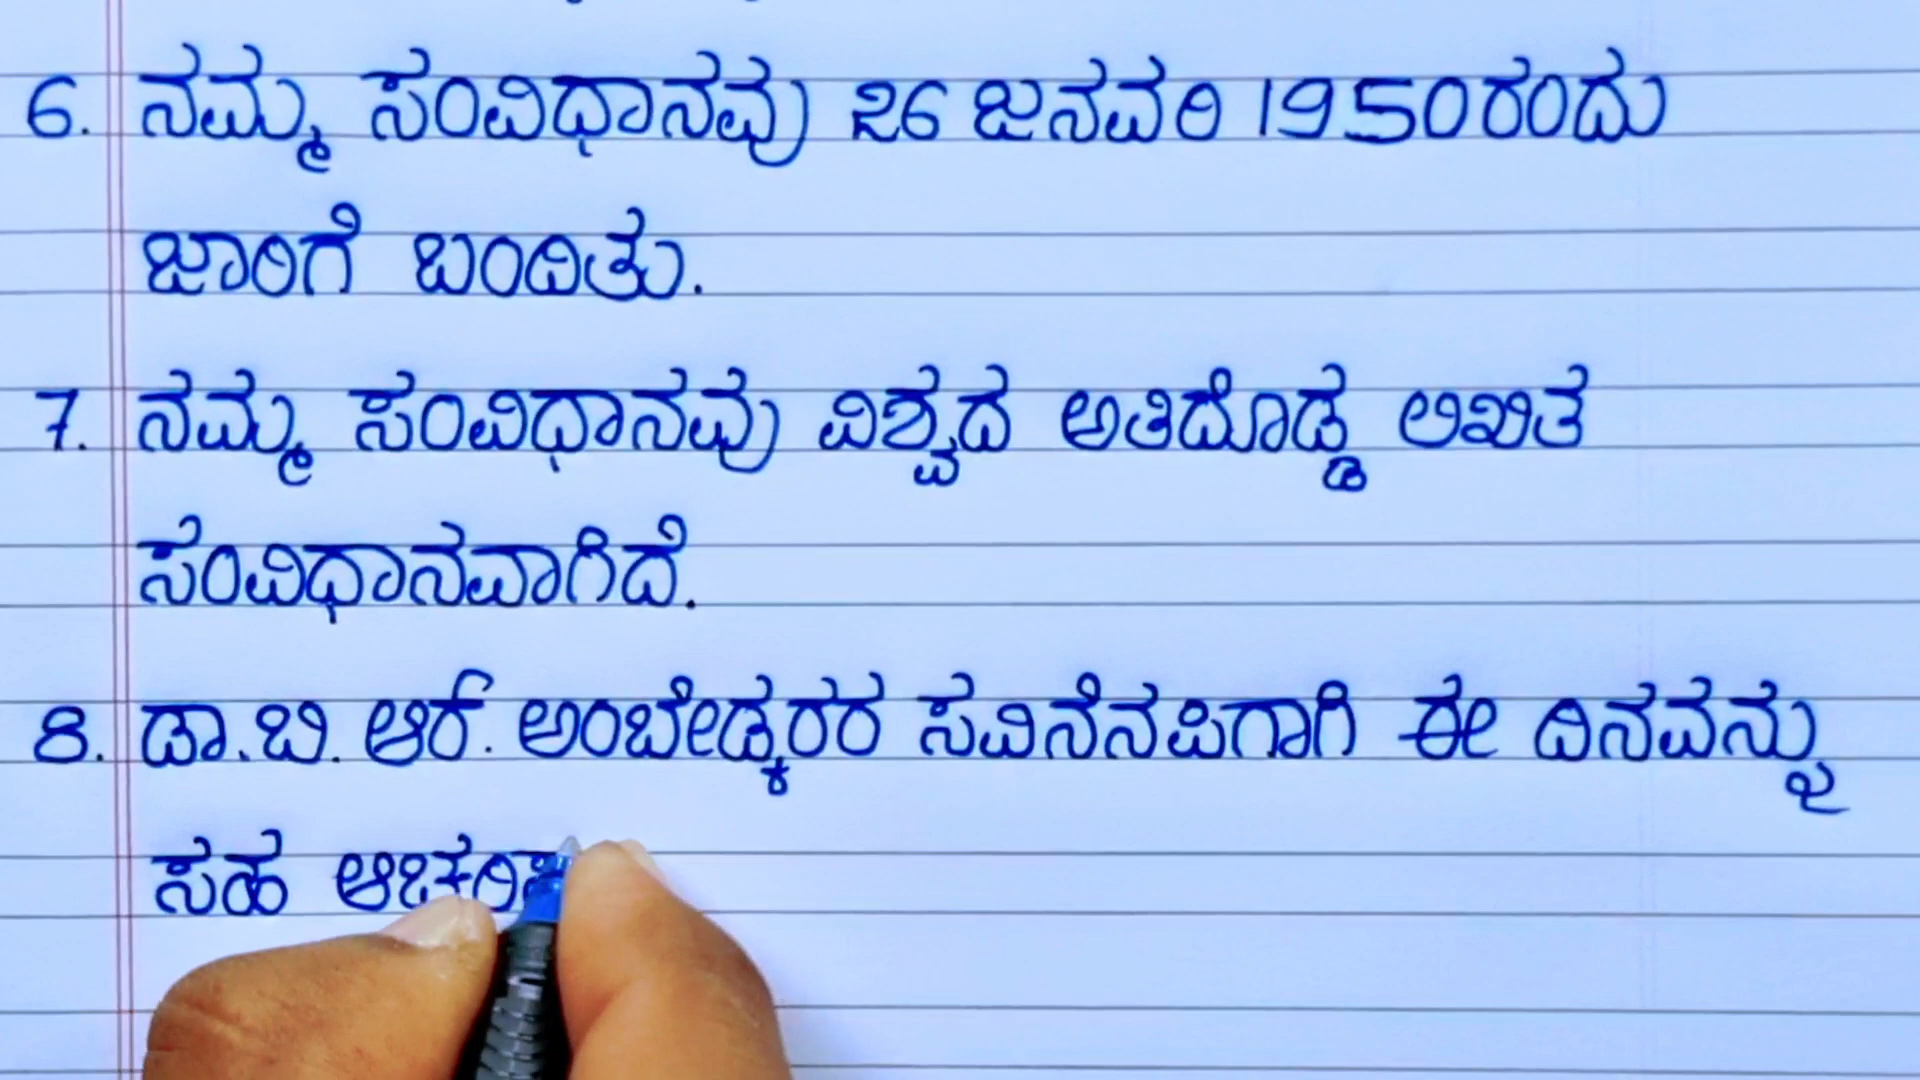 6. ನಮ್ಮ ಸಂವಿಧಾನವು 26 ಜನವರಿ 1950ರಂದು
ಜಾರಿಗೆ ಬಂದಿತು.
7. ನಮ್ಮ ಸಂವಿಧಾನವು ವಿಶ್ವದ ಅತಿದೊಡ್ಡ ಲಿಖಿತ
ಸಂವಿಧಾನವಾಗಿದೆ.
8. ಡಾ.ಬಿ. ಆರ್. ಅಂಬೇಡ್ಕರರ ಸವಿನೆನಪಿಗಾಗಿ ಈ ದಿನವನ್ನು
ಸಹ